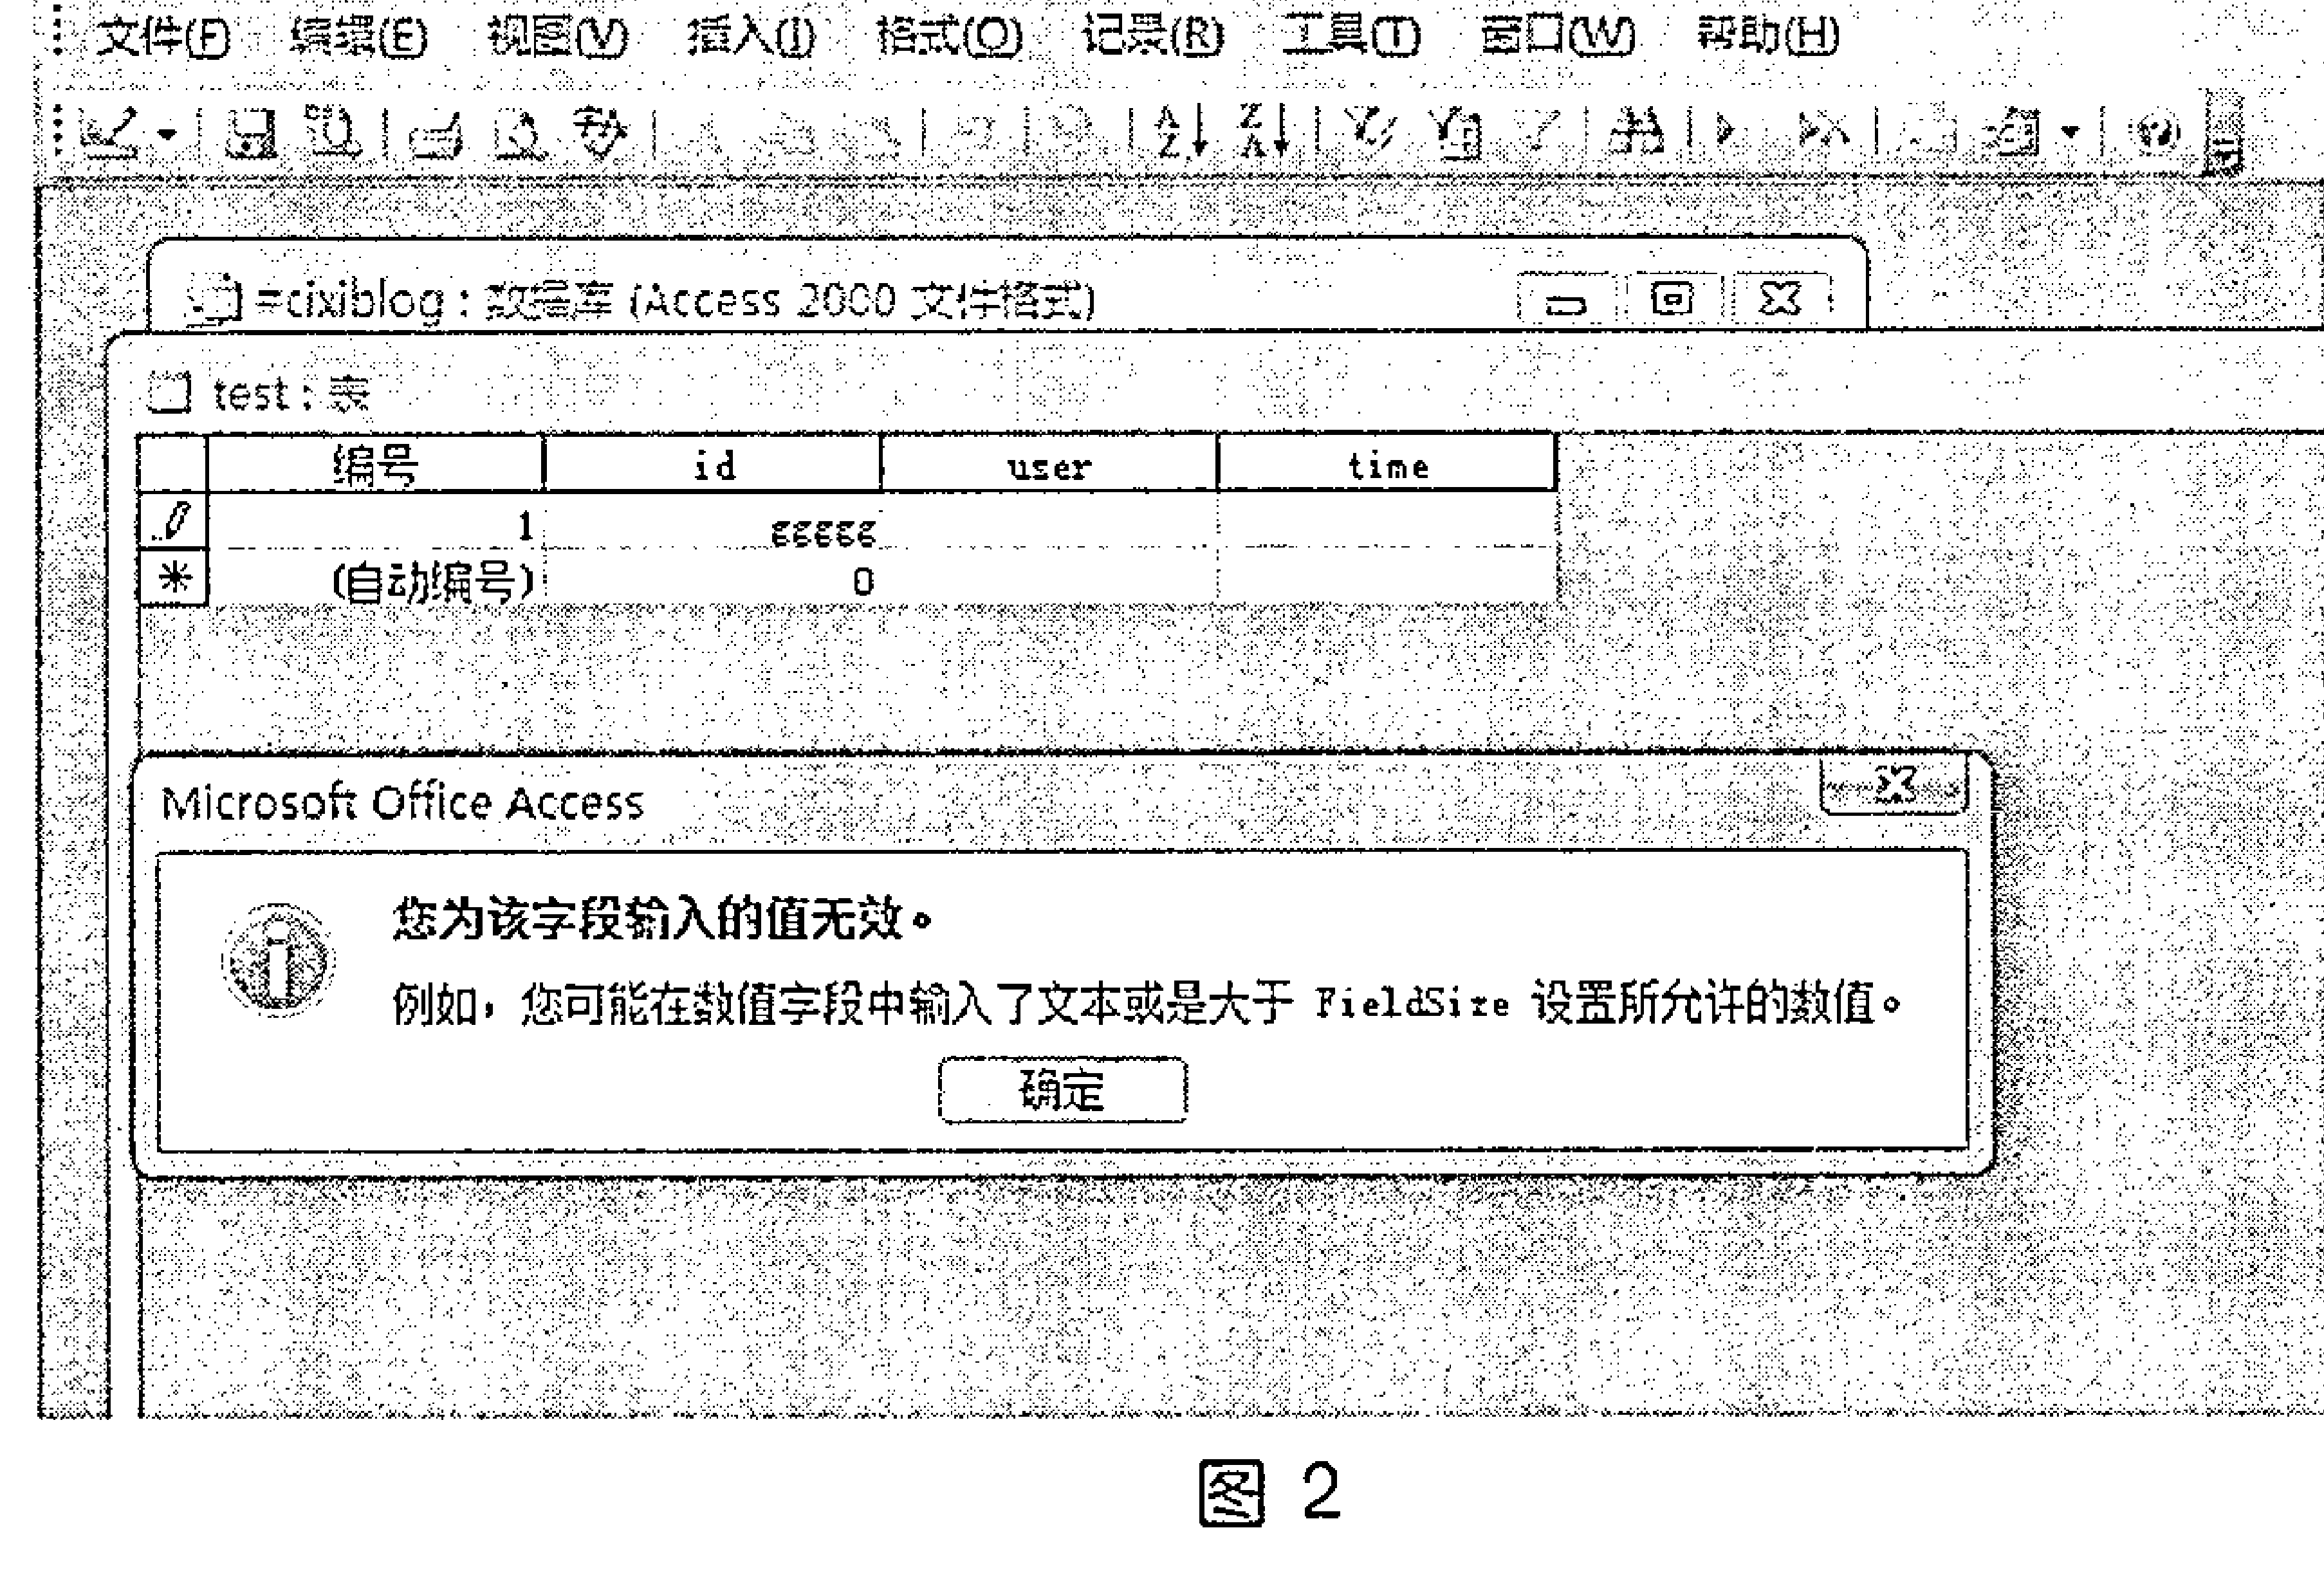 文件(F) 编辑(E) 视图(V) 插入(I) 格式(O) 记录(R) 工具(T) 窗口(W) 帮助(H)
=cixiblog : 数据库 (Access 2000 文件格式)
test : 表
编号 id user time
1 ggggg
(自动编号) 0
Microsoft Office Access
您为该字段输入的值无效。
例如，您可能在数值字段中输入了文本或是大于 FieldSize 设置所允许的数值。
确定
图 2